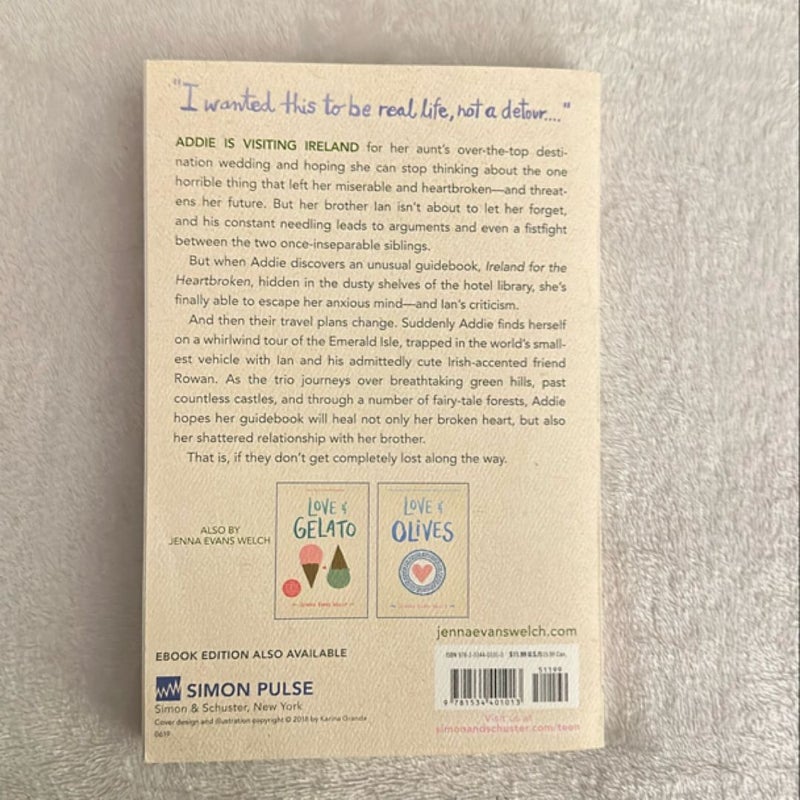 "I wanted this to be real life, not a detour...."
ADDIE IS VISITING IRELAND for her aunt's over-the-top desti-
nation wedding and hoping she can stop thinking about the one
horrible thing that left her miserable and heartbroken—and threat-
ens her future. But her brother Ian isn't about to let her forget,
and his constant needling leads to arguments and even a fistfight
between the two once-inseparable siblings.
But when Addie discovers an unusual guidebook, Ireland for the
Heartbroken, hidden in the dusty shelves of the hotel library, she's
finally able to escape her anxious mind—and Ian's criticism.
And then their travel plans change. Suddenly Addie finds herself
on a whirlwind tour of the Emerald Isle, trapped in the world's small-
est vehicle with Ian and his admittedly cute Irish-accented friend
Rowan. As the trio journeys over breathtaking green hills, past
countless castles, and through a number of fairy-tale forests, Addie
hopes her guidebook will heal not only her broken heart, but also
her shattered relationship with her brother.
That is, if they don't get completely lost along the way.
ALSO BY
JENNA EVANS WELCH
LOVE &
GELATO
LOVE &
OLIVES
jennaevanswelch.com
EBOOK EDITION ALSO AVAILABLE
SIMON PULSE
Simon & Schuster, New York
Cover design and illustration copyright © 2018 by Karina Granda
0619
$11.99 U.S.
51199
9 781534 401013
Visit us at
simonandschuster.com/teen